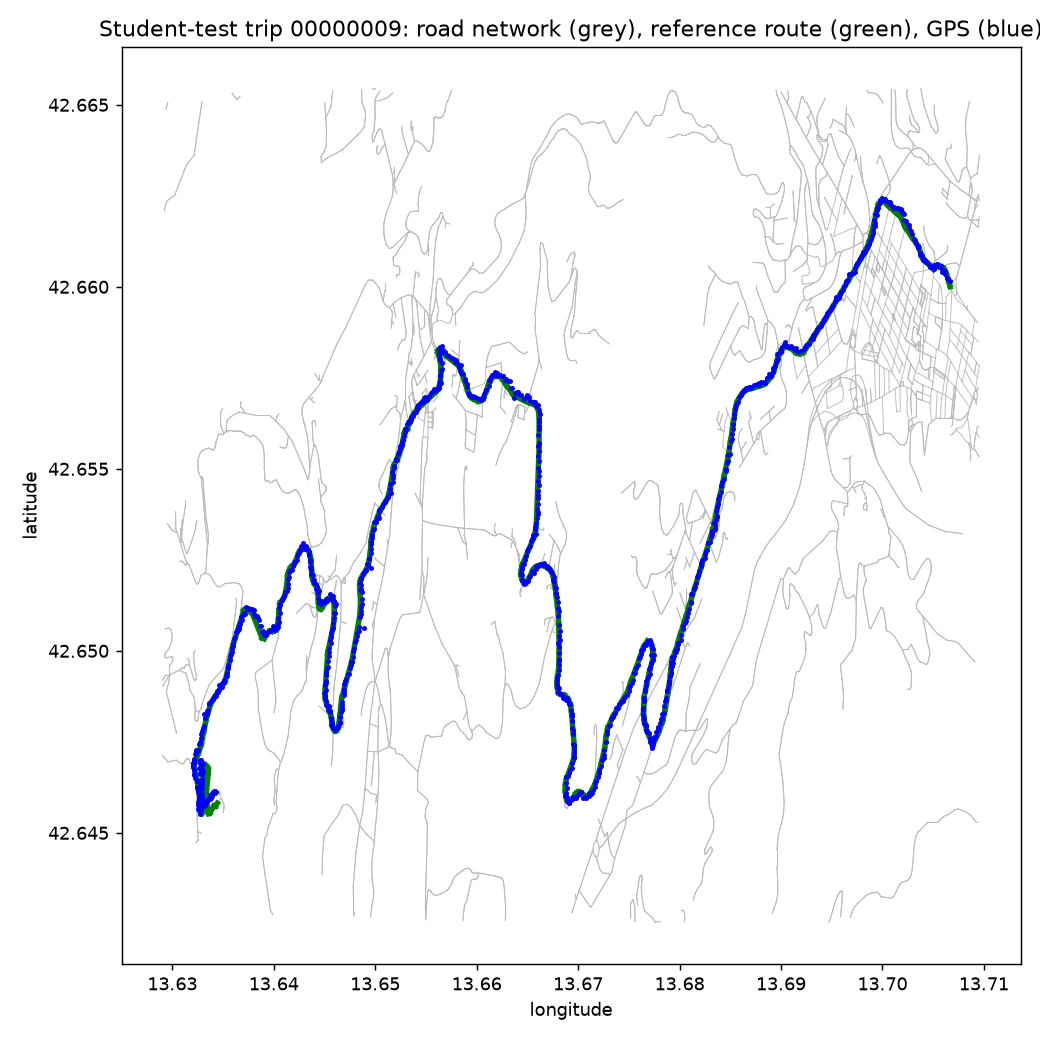 Student-test trip 00000009: road network (grey), reference route (green), GPS (blue)
42.665
42.660
42.655
42.650
42.645
latitude
13.63 13.64 13.65 13.66 13.67 13.68 13.69 13.70 13.71
longitude